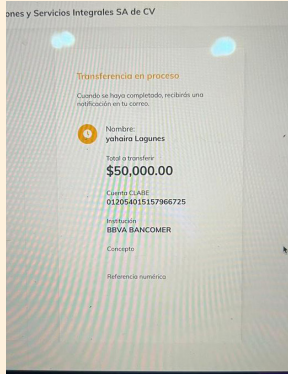 ones y Servicios Integrales SA de CV
Transferencia en proceso
Cuando se haya completado, recibirás una
notificación en tu correo.
Nombre:
yahaira Lagunes
Total a transferir
$50,000.00
Cuenta CLABE
012054015157966725
Institución
BBVA BANCOMER
Concepto
Referencia numérica